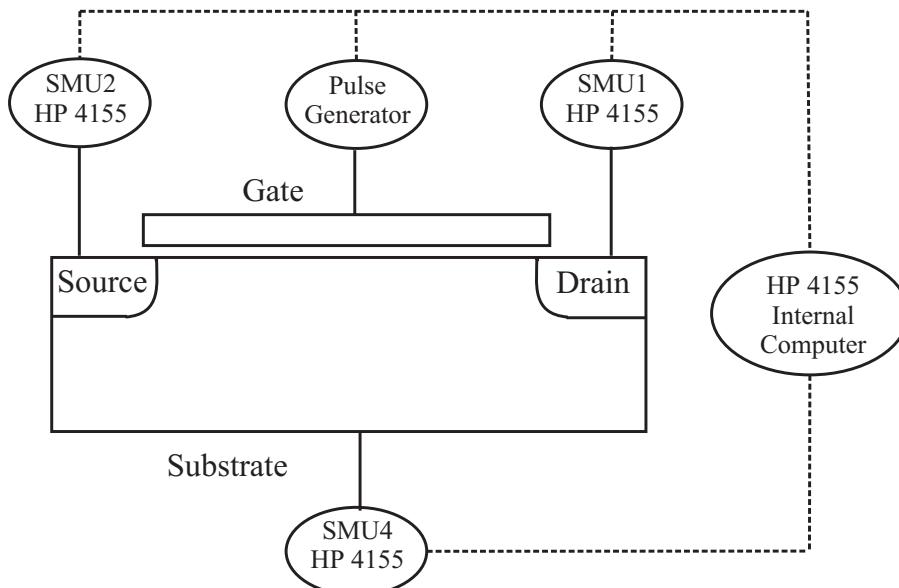 SMU2
HP 4155
Pulse
Generator
SMU1
HP 4155
Gate
Source
Drain
HP 4155
Internal
Computer
Substrate
SMU4
HP 4155